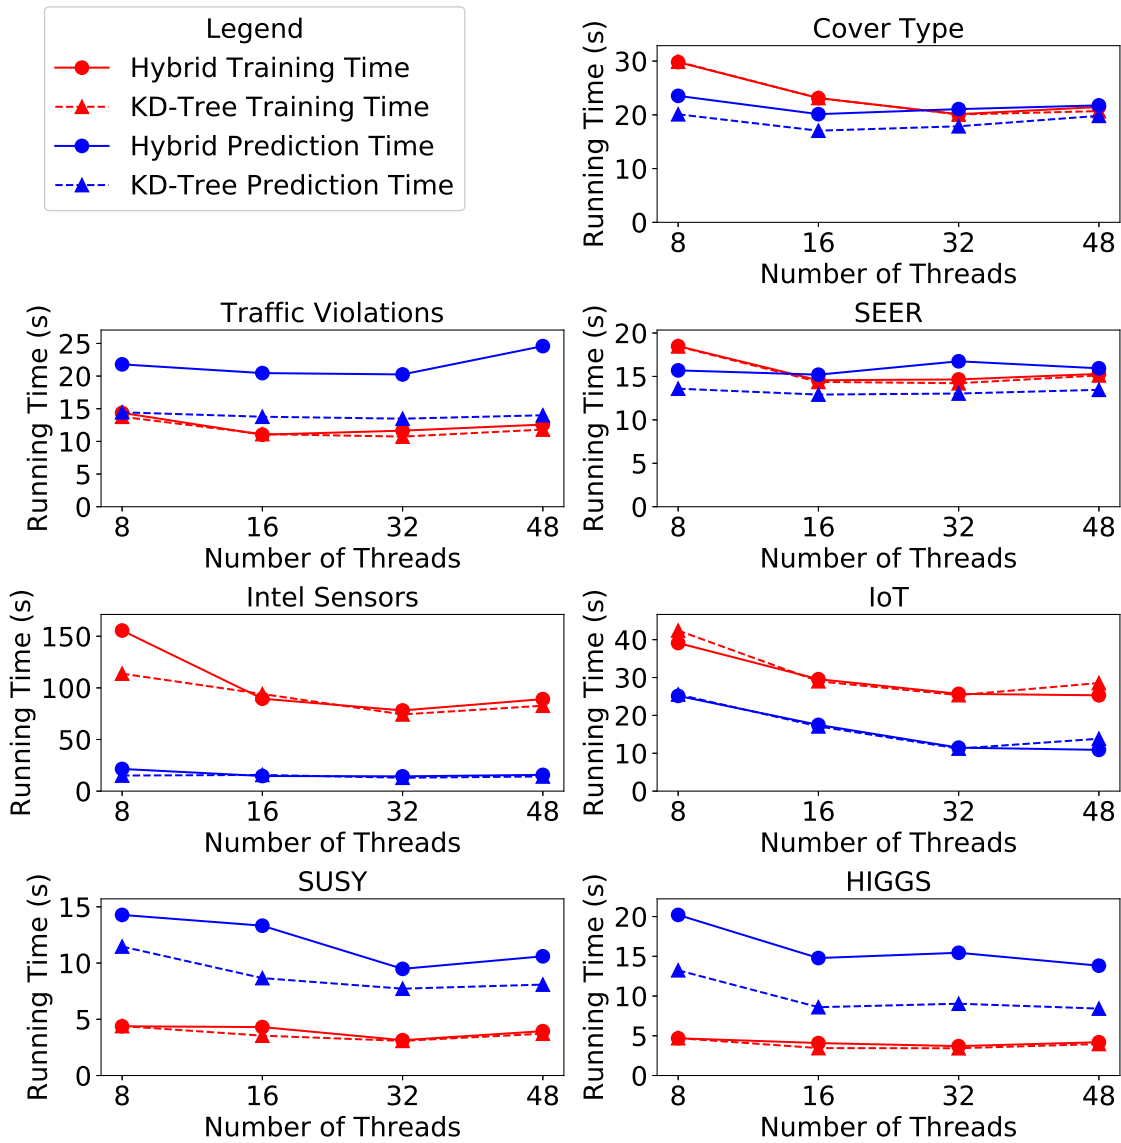 Legend
Hybrid Training Time
KD-Tree Training Time
Hybrid Prediction Time
KD-Tree Prediction Time
Cover Type
Running Time (s)
30
20
10
0
8 16 32 48
Number of Threads
Traffic Violations
Running Time (s)
25
20
15
10
5
0
8 16 32 48
Number of Threads
SEER
Running Time (s)
20
15
10
5
0
8 16 32 48
Number of Threads
Intel Sensors
Running Time (s)
150
100
50
0
8 16 32 48
Number of Threads
IoT
Running Time (s)
40
30
20
10
0
8 16 32 48
Number of Threads
SUSY
Running Time (s)
15
10
5
0
8 16 32 48
Number of Threads
HIGGS
Running Time (s)
20
15
10
5
0
8 16 32 48
Number of Threads